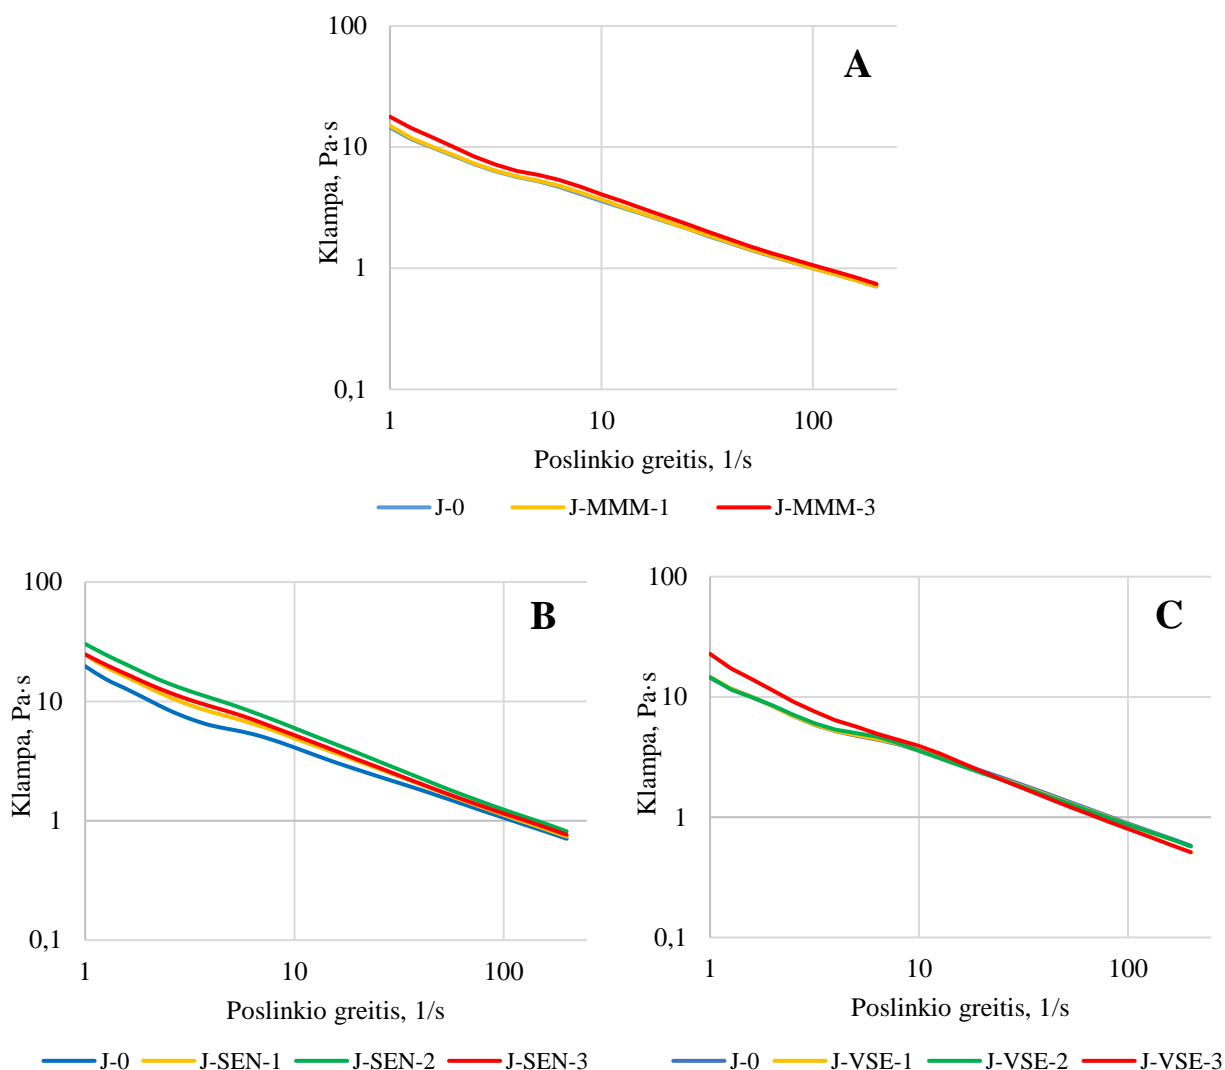 A
100
10
1
0,1
Klampa, Pa·s
1 10 100
Poslinkio greitis, 1/s
J-0 J-MMM-1 J-MMM-3
B
100
10
1
0,1
Klampa, Pa·s
1 10 100
Poslinkio greitis, 1/s
J-0 J-SEN-1 J-SEN-2 J-SEN-3
C
100
10
1
0,1
Klampa, Pa·s
1 10 100
Poslinkio greitis, 1/s
J-0 J-VSE-1 J-VSE-2 J-VSE-3